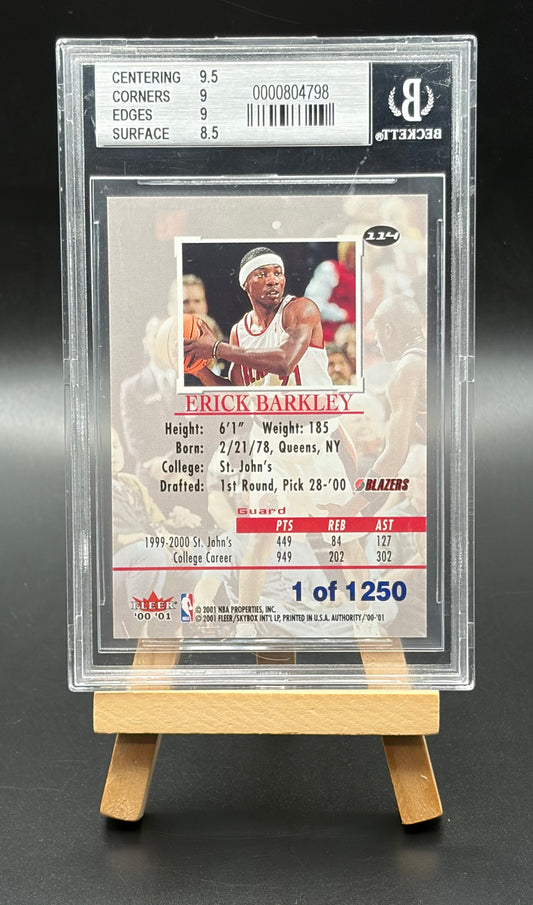 CENTERING 9.5
CORNERS 9
EDGES 9
SURFACE 8.5
0000804798
B
BECKETT®
114
ERICK BARKLEY
Height: 6'1" Weight: 185
Born: 2/21/78, Queens, NY
College: St. John's
Drafted: 1st Round, Pick 28-'00
BLAZERS
Guard
PTS REB AST
1999-2000 St. John's 449 84 127
College Career 949 202 302
1 of 1250
FLEER
'00 '01
© 2001 NBA PROPERTIES, INC.
© 2001 FLEER/SKYBOX INT'L LP, PRINTED IN U.S.A. AUTHORITY/'00-'01